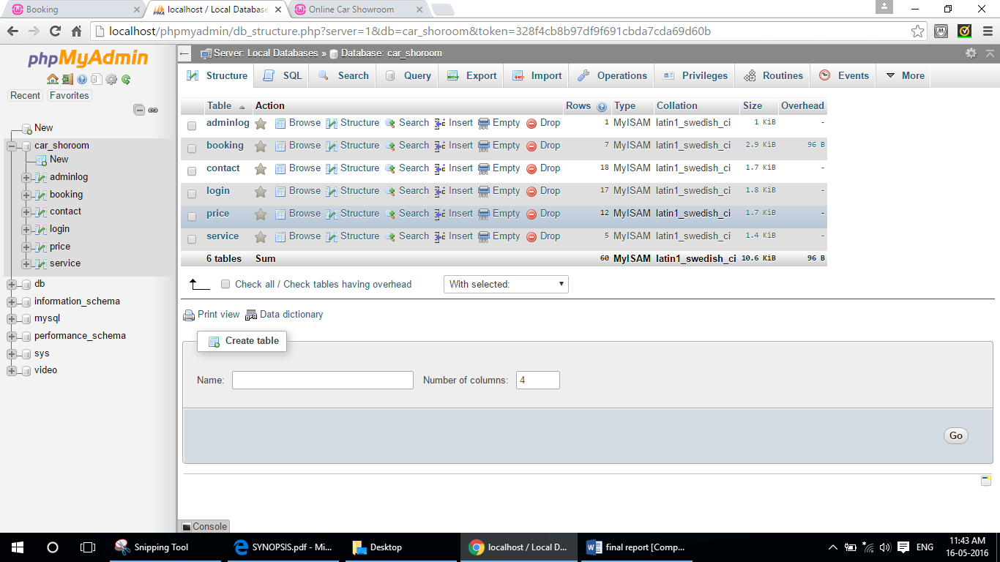 Booking
localhost / Local Database
Online Car Showroom
localhost/phpmyadmin/db_structure.php?server=1&db=car_shoroom&token=328f4cb8b97df9f691cbda7cda69d60b
phpMyAdmin
Recent Favorites
New
car_shoroom
New
adminlog
booking
contact
login
price
service
db
information_schema
mysql
performance_schema
sys
video
Server: Local Databases » Database: car_shoroom
Structure SQL Search Query Export Import Operations Privileges Routines Events More
Table Action Rows Type Collation Size Overhead
adminlog Browse Structure Search Insert Empty Drop 1 MyISAM latin1_swedish_ci 1 KiB -
booking Browse Structure Search Insert Empty Drop 7 MyISAM latin1_swedish_ci 2.9 KiB 96 B
contact Browse Structure Search Insert Empty Drop 18 MyISAM latin1_swedish_ci 1.7 KiB -
login Browse Structure Search Insert Empty Drop 17 MyISAM latin1_swedish_ci 1.8 KiB -
price Browse Structure Search Insert Empty Drop 12 MyISAM latin1_swedish_ci 1.7 KiB -
service Browse Structure Search Insert Empty Drop 5 MyISAM latin1_swedish_ci 1.4 KiB -
6 tables Sum 60 MyISAM latin1_swedish_ci 10.6 KiB 96 B
Check all / Check tables having overhead With selected:
Print view Data dictionary
Create table
Name: Number of columns: 4
Go
Console
Snipping Tool
SYNOPSIS.pdf - Mi...
Desktop
localhost / Local D...
final report [Comp...
ENG
11:43 AM
16-05-2016